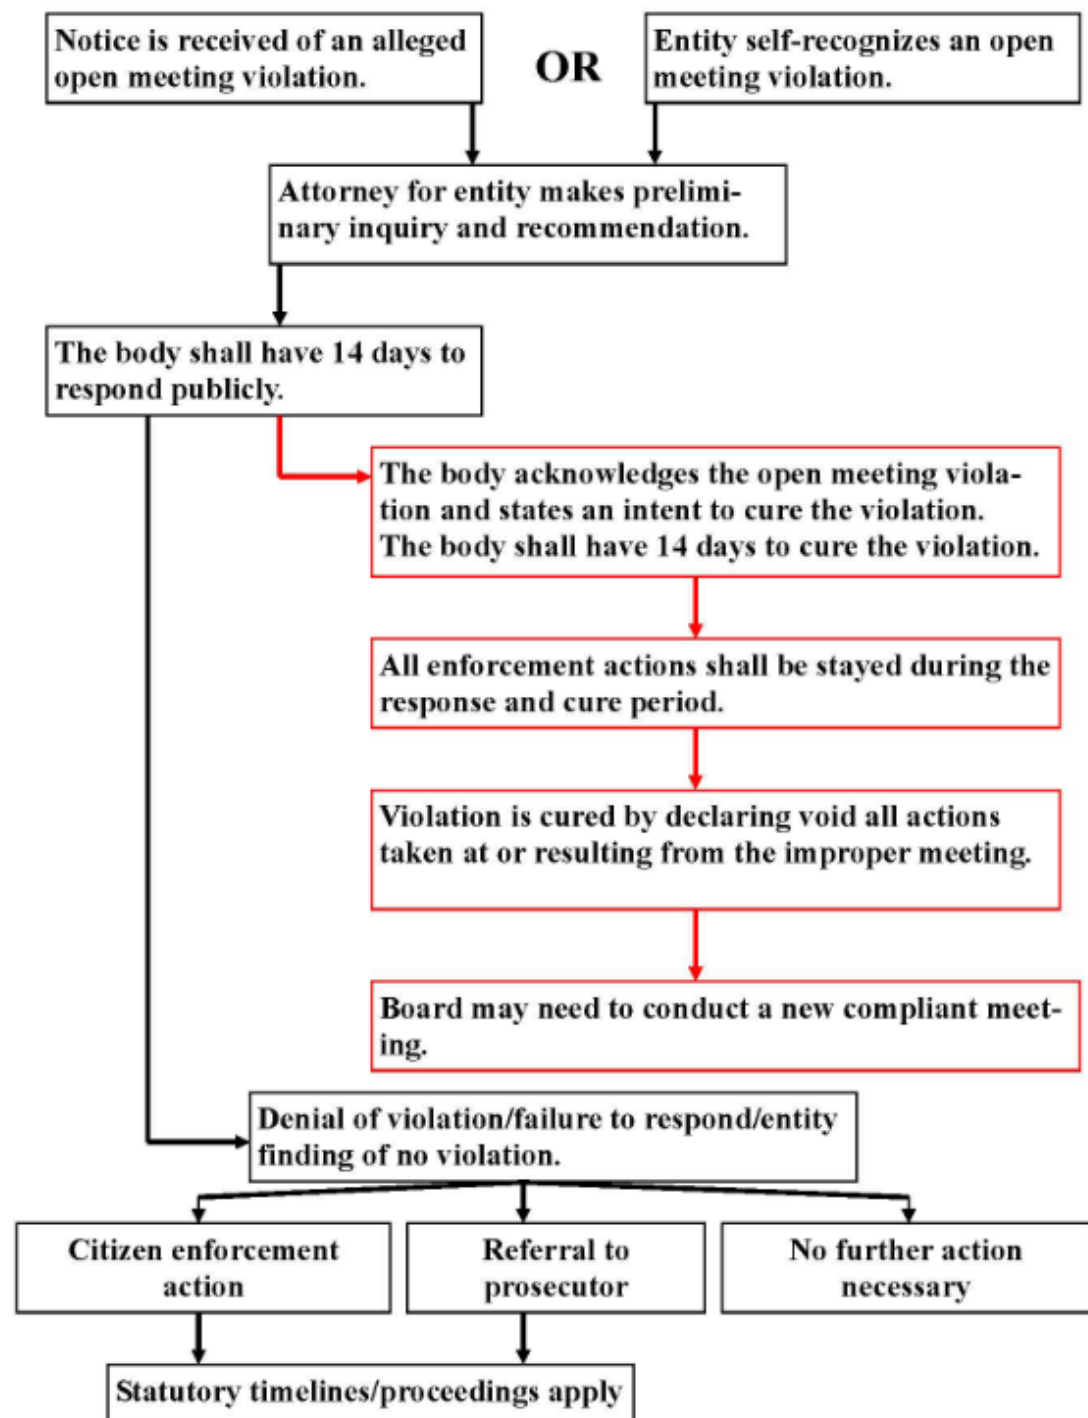 Notice is received of an alleged
open meeting violation.
OR
Entity self-recognizes an open
meeting violation.
Attorney for entity makes prelimi-
nary inquiry and recommendation.
The body shall have 14 days to
respond publicly.
The body acknowledges the open meeting viola-
tion and states an intent to cure the violation.
The body shall have 14 days to cure the violation.
All enforcement actions shall be stayed during the
response and cure period.
Violation is cured by declaring void all actions
taken at or resulting from the improper meeting.
Board may need to conduct a new compliant meet-
ing.
Denial of violation/failure to respond/entity
finding of no violation.
Citizen enforcement
action
Referral to
prosecutor
No further action
necessary
Statutory timelines/proceedings apply